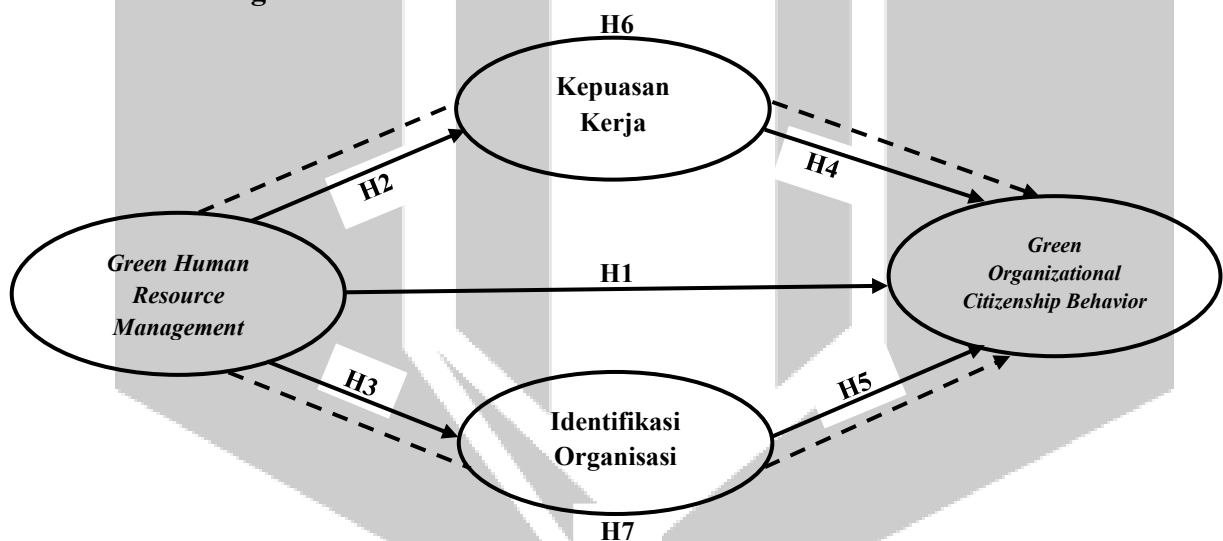 H6
Kepuasan
Kerja
H2
H4
Green Human
Resource
Management
H1
Green
Organizational
Citizenship Behavior
H3
H5
Identifikasi
Organisasi
H7